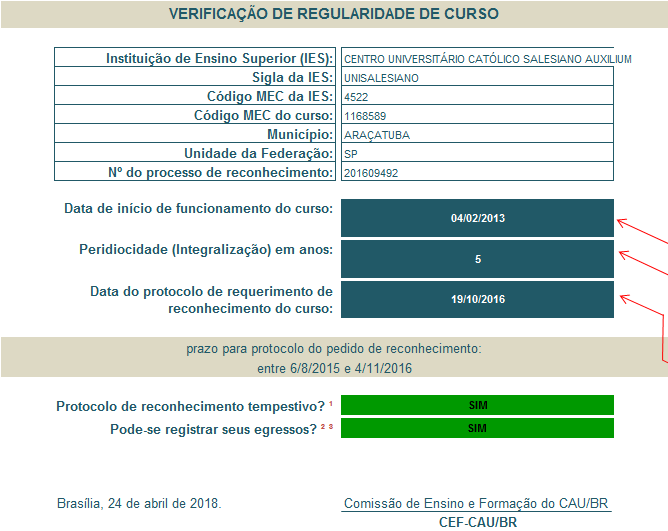 VERIFICAÇÃO DE REGULARIDADE DE CURSO
Instituição de Ensino Superior (IES): CENTRO UNIVERSITÁRIO CATÓLICO SALESIANO AUXILIUM
Sigla da IES: UNISALESIANO
Código MEC da IES: 4522
Código MEC do curso: 1168589
Município: ARAÇATUBA
Unidade da Federação: SP
Nº do processo de reconhecimento: 201609492
Data de início de funcionamento do curso: 04/02/2013
Peridiocidade (Integralização) em anos: 5
Data do protocolo de requerimento de
reconhecimento do curso: 19/10/2016
prazo para protocolo do pedido de reconhecimento:
entre 6/8/2015 e 4/11/2016
Protocolo de reconhecimento tempestivo? ¹ SIM
Pode-se registrar seus egressos? ² ³ SIM
Brasília, 24 de abril de 2018. Comissão de Ensino e Formação do CAU/BR
CEF-CAU/BR